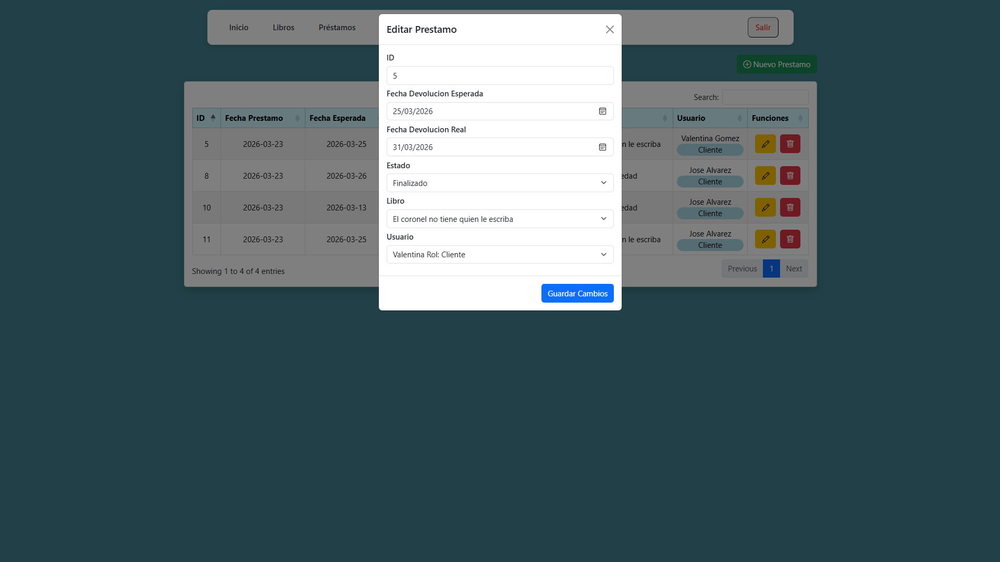 Inicio Libros Préstamos Salir
Nuevo Prestamo
Editar Prestamo
ID
5
Fecha Devolucion Esperada
25/03/2026
Fecha Devolucion Real
31/03/2026
Estado
Finalizado
Libro
El coronel no tiene quien le escriba
Usuario
Valentina Rol: Cliente
Guardar Cambios
Search:
ID Fecha Prestamo Fecha Esperada Usuario Funciones
5 2026-03-23 2026-03-25 n le escriba Valentina Gomez
Cliente
8 2026-03-23 2026-03-26 edad Jose Alvarez
Cliente
10 2026-03-23 2026-03-13 edad Jose Alvarez
Cliente
11 2026-03-23 2026-03-25 n le escriba Jose Alvarez
Cliente
Showing 1 to 4 of 4 entries
Previous 1 Next